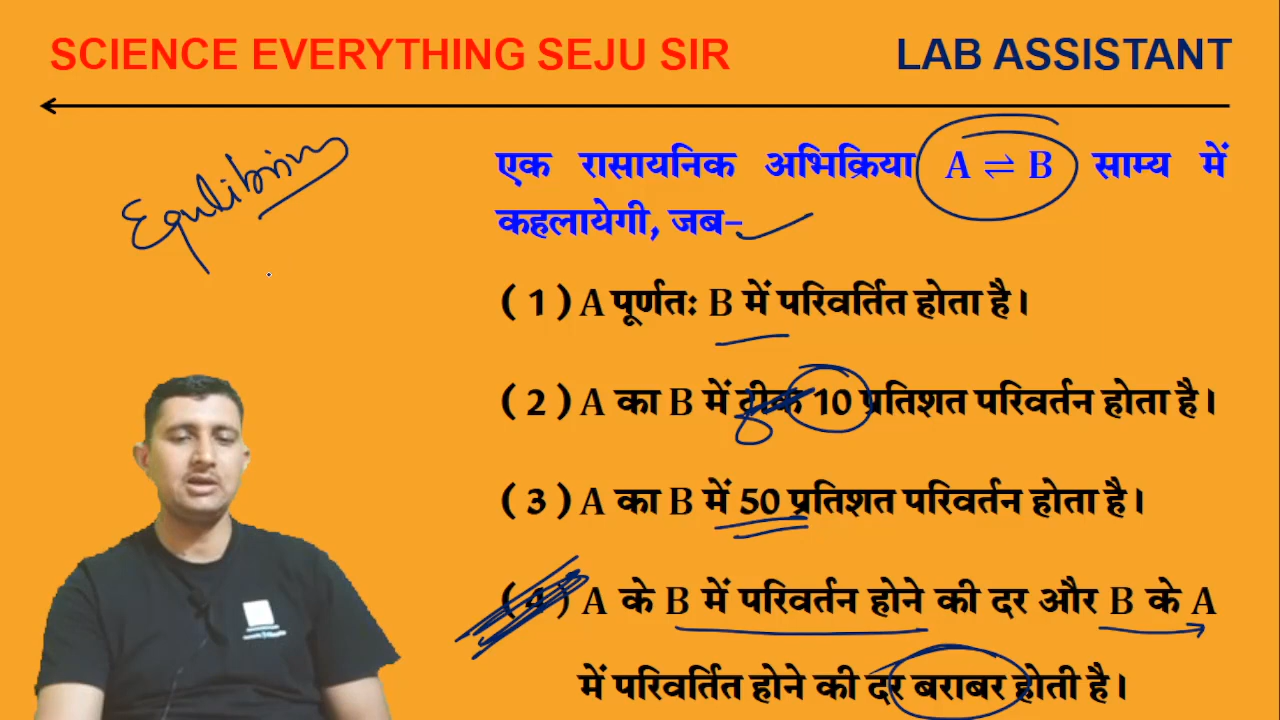 SCIENCE EVERYTHING SEJU SIR
LAB ASSISTANT
Equilibrium
एक रासायनिक अभिक्रिया A ⇌ B साम्य में
कहलायेगी, जब-
( 1 ) A पूर्णतः B में परिवर्तित होता है।
( 2 ) A का B में ठीक 10 प्रतिशत परिवर्तन होता है।
( 3 ) A का B में 50 प्रतिशत परिवर्तन होता है।
( 4 ) A के B में परिवर्तन होने की दर और B के A
में परिवर्तित होने की दर बराबर होती है।